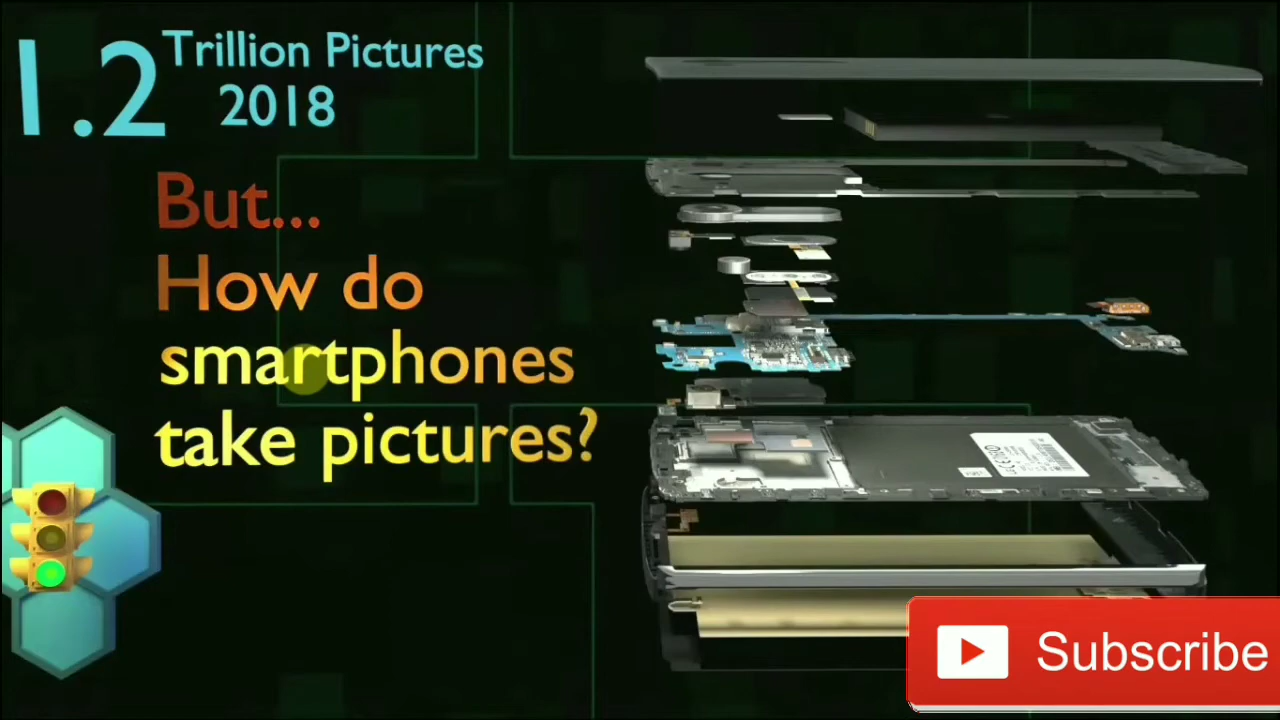 1.2 Trillion Pictures
2018
But...
How do
smartphones
take pictures?
Subscribe